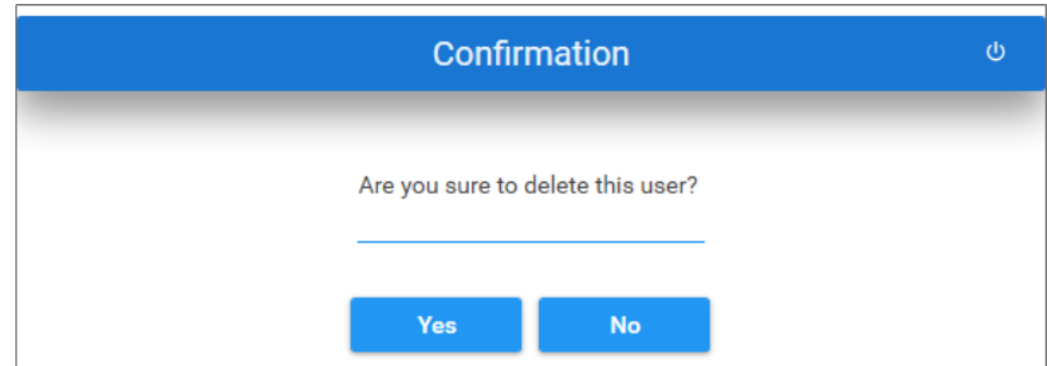 Confirmation
Are you sure to delete this user?
Yes No